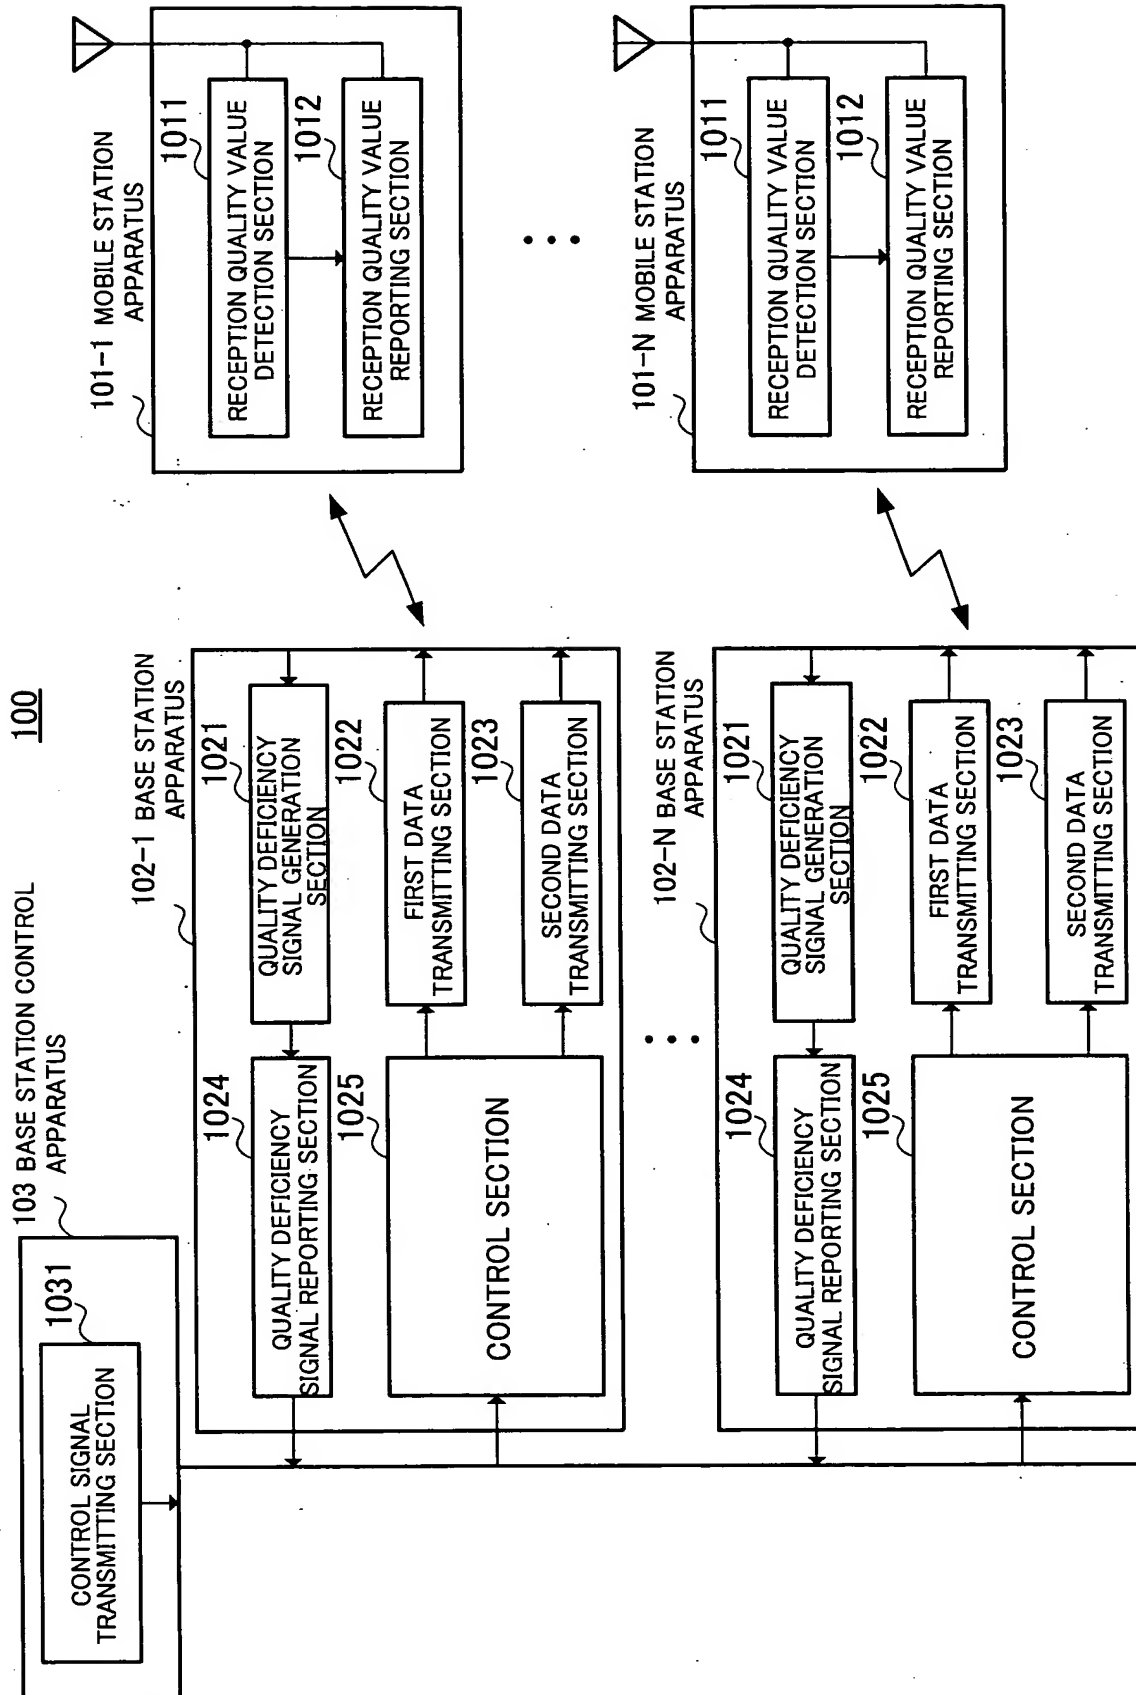 100
103 BASE STATION CONTROL
APPARATUS
1031
CONTROL SIGNAL
TRANSMITTING SECTION
102-1 BASE STATION
APPARATUS
1024
QUALITY DEFICIENCY
SIGNAL REPORTING SECTION
1021
QUALITY DEFICIENCY
SIGNAL GENERATION
SECTION
1025
CONTROL SECTION
1022
FIRST DATA
TRANSMITTING SECTION
1023
SECOND DATA
TRANSMITTING SECTION
102-N BASE STATION
APPARATUS
1024
QUALITY DEFICIENCY
SIGNAL REPORTING SECTION
1021
QUALITY DEFICIENCY
SIGNAL GENERATION
SECTION
1025
CONTROL SECTION
1022
FIRST DATA
TRANSMITTING SECTION
1023
SECOND DATA
TRANSMITTING SECTION
101-1 MOBILE STATION
APPARATUS
1011
RECEPTION QUALITY VALUE
DETECTION SECTION
1012
RECEPTION QUALITY VALUE
REPORTING SECTION
101-N MOBILE STATION
APPARATUS
1011
RECEPTION QUALITY VALUE
DETECTION SECTION
1012
RECEPTION QUALITY VALUE
REPORTING SECTION